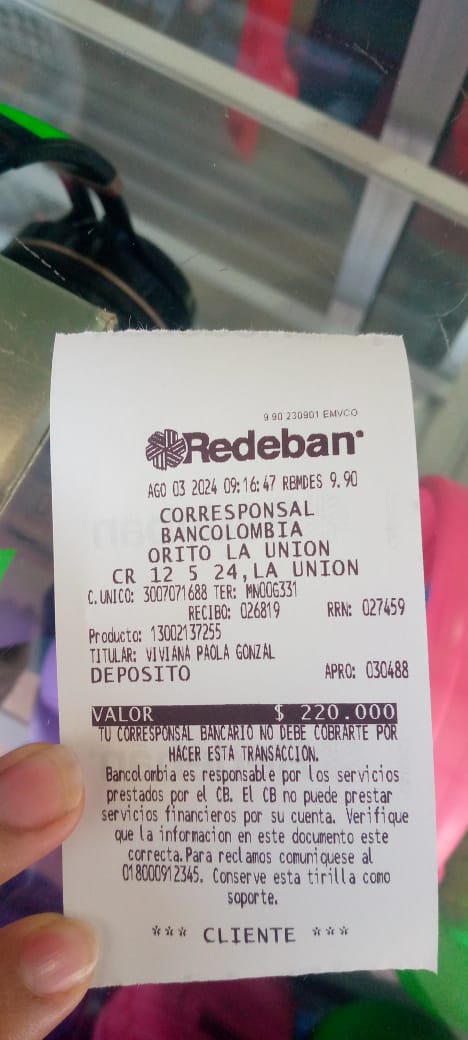 9.90 230901 EMVCO
Redeban
AGO 03 2024 09:16:47 RBMDES 9.90
CORRESPONSAL
BANCOLOMBIA
ORITO LA UNION
CR 12 5 24,LA UNION
C.UNICO: 3007071688 TER: MN00G331
RECIBO: 026819 RRN: 027459
Producto: 13002137255
TITULAR: VIVIANA PAOLA GONZAL
DEPOSITO APRO: 030488
VALOR $ 220.000
TU CORRESPONSAL BANCARIO NO DEBE COBRARTE POR
HACER ESTA TRANSACCION.
Bancolombia es responsable por los servicios
prestados por el CB. El CB no puede prestar
servicios financieros por su cuenta. Verifique
que la informacion en este documento este
correcta.Para reclamos comuniquese al
018000912345. Conserve esta tirilla como
soporte.
*** CLIENTE ***